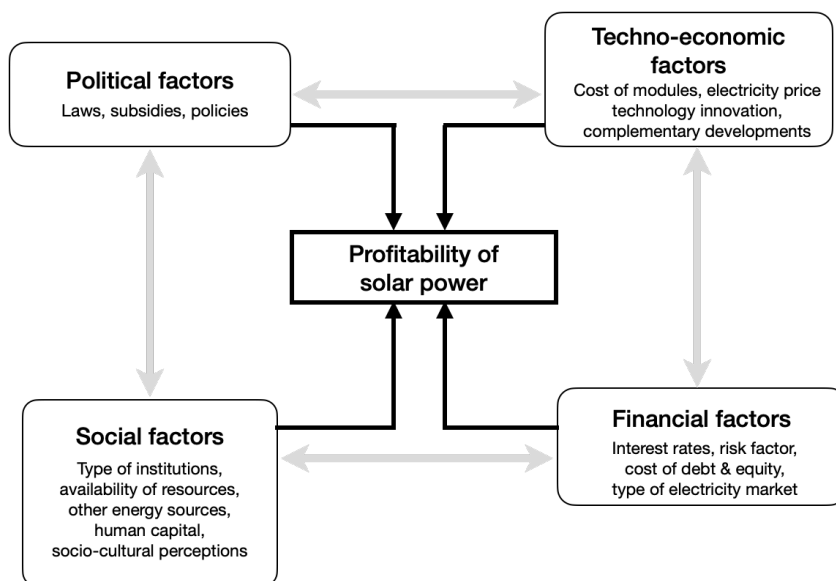 Political factors
Laws, subsidies, policies
Techno-economic
factors
Cost of modules, electricity price
technology innovation,
complementary developments
Profitability of
solar power
Social factors
Type of institutions,
availability of resources,
other energy sources,
human capital,
socio-cultural perceptions
Financial factors
Interest rates, risk factor,
cost of debt & equity,
type of electricity market